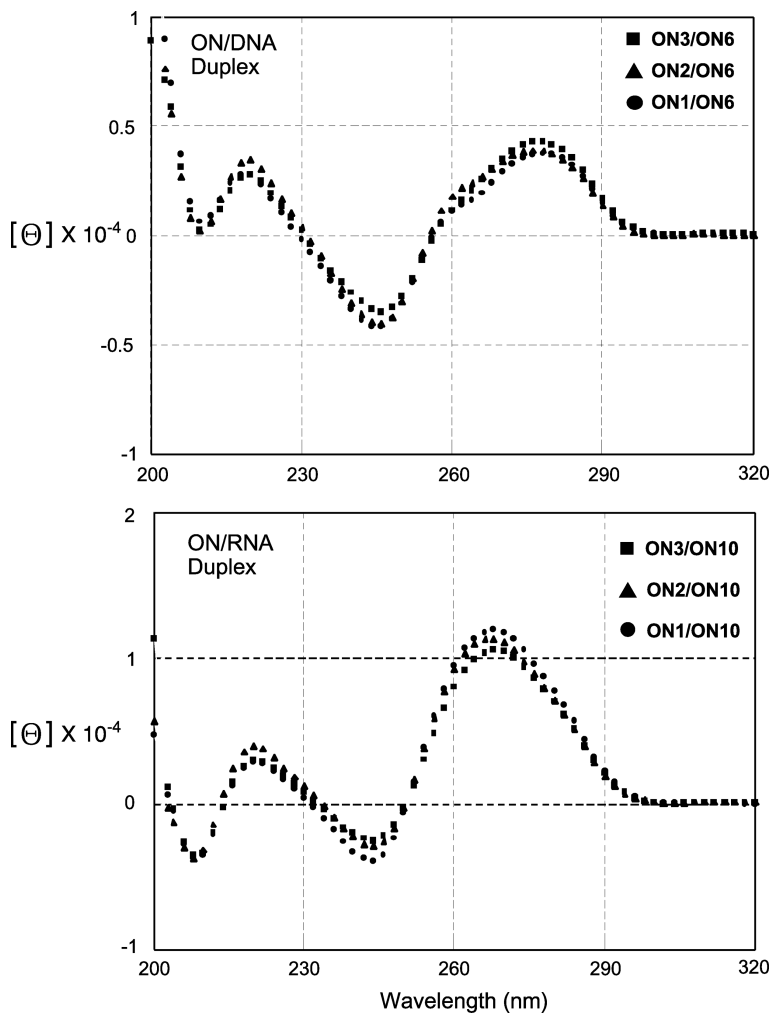 1
ON/DNA
Duplex
ON3/ON6
ON2/ON6
ON1/ON6
0.5
[Θ] X 10-4
0
-0.5
-1
200
230
260
290
320
2
ON/RNA
Duplex
ON3/ON10
ON2/ON10
ON1/ON10
1
[Θ] X 10-4
0
-1
200
230
260
290
320
Wavelength (nm)